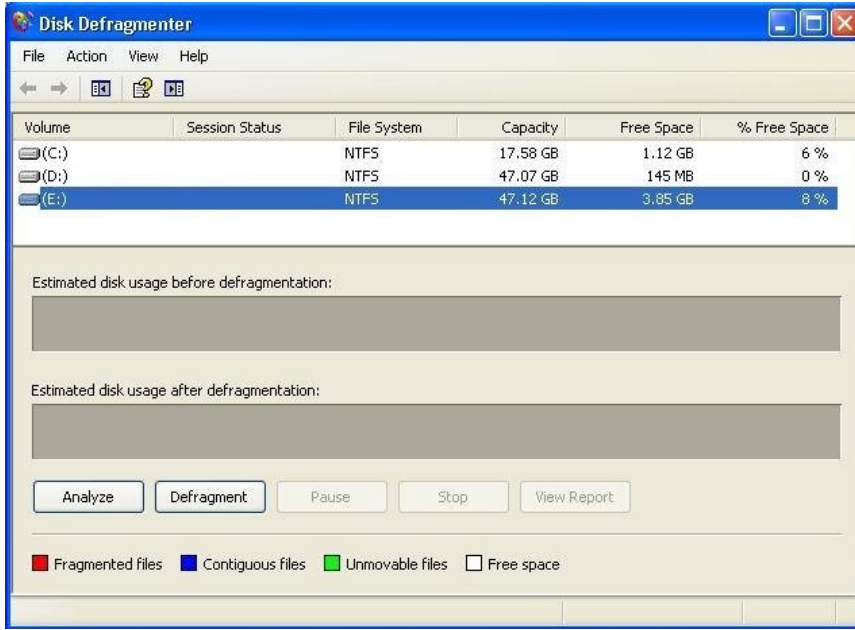 Disk Defragmenter
File Action View Help
Volume Session Status File System Capacity Free Space % Free Space
(C:) NTFS 17.58 GB 1.12 GB 6 %
(D:) NTFS 47.07 GB 145 MB 0 %
(E:) NTFS 47.12 GB 3.85 GB 8 %
Estimated disk usage before defragmentation:
Estimated disk usage after defragmentation:
Analyze Defragment Pause Stop View Report
Fragmented files Contiguous files Unmovable files Free space